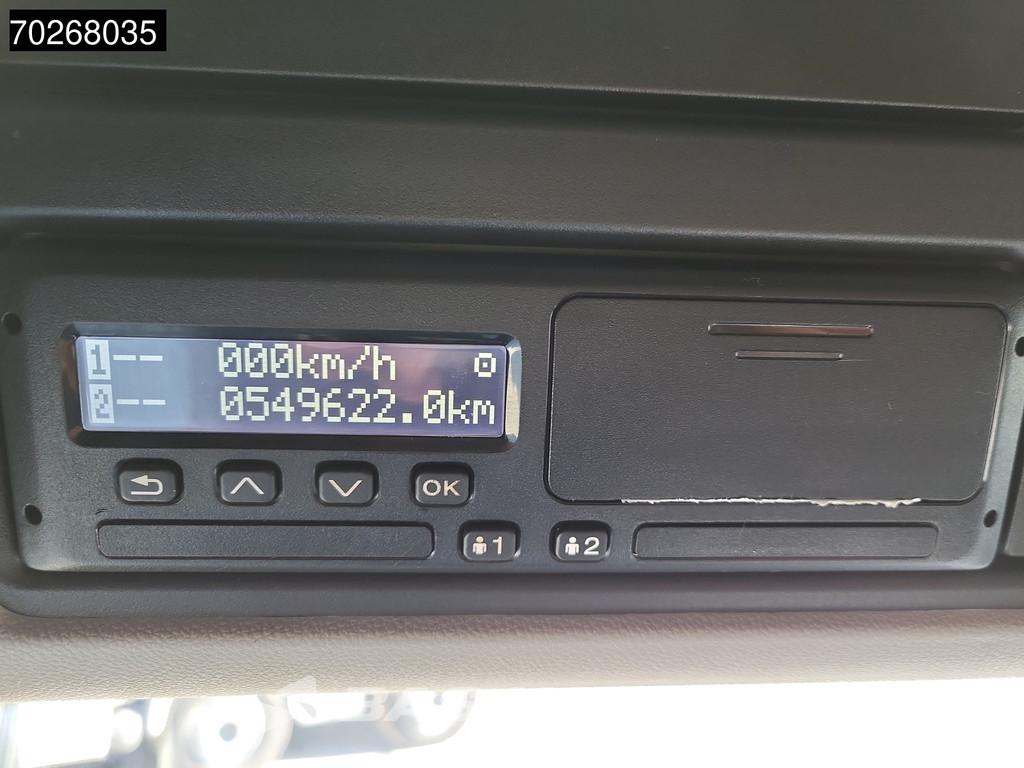 70268035
1-- 000km/h
2-- 0549622.0km
OK
1 2